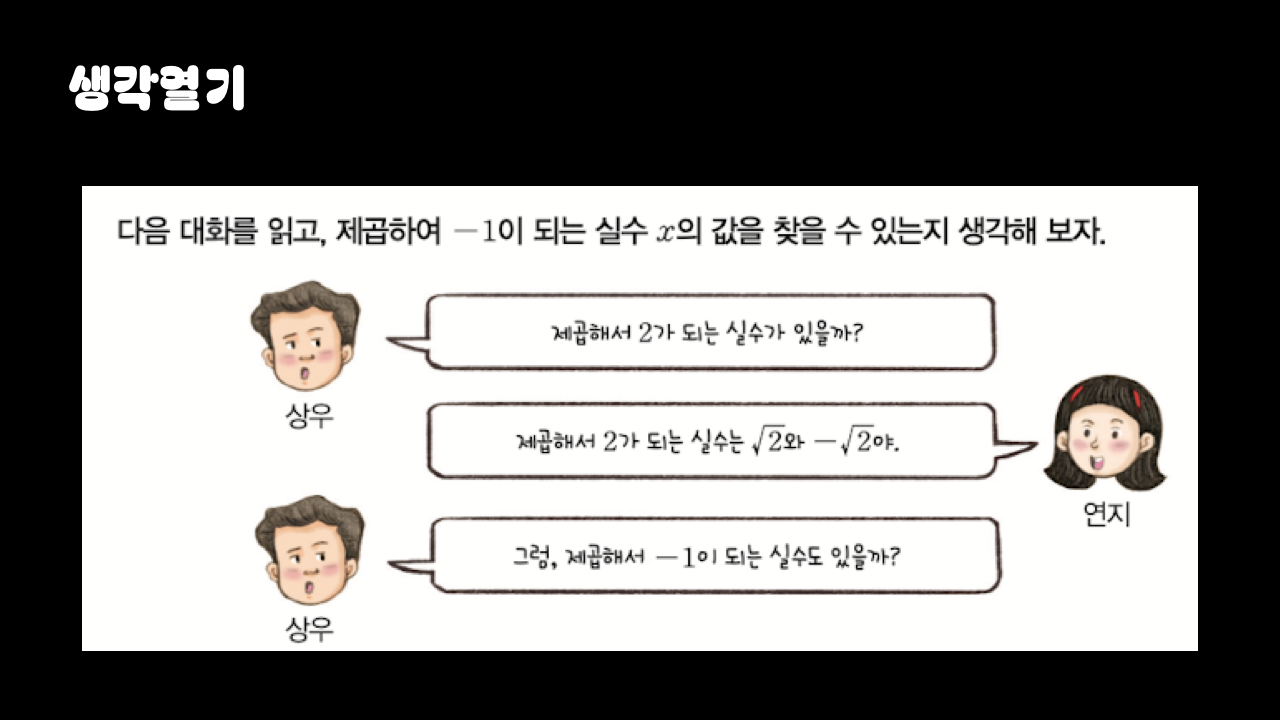 생각열기
다음 대화를 읽고, 제곱하여 −1이 되는 실수 x의 값을 찾을 수 있는지 생각해 보자.
제곱해서 2가 되는 실수가 있을까?
상우
제곱해서 2가 되는 실수는 √2와 −√2야.
연지
그럼, 제곱해서 −1이 되는 실수도 있을까?
상우